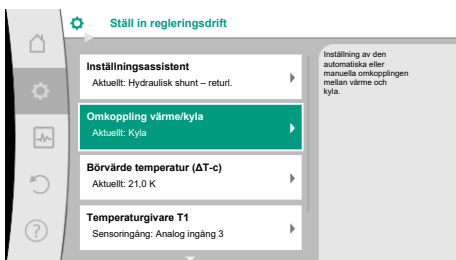 Ställ in regleringsdrift
Inställningsassistent
Aktuellt: Hydraulisk shunt – returl.
Omkoppling värme/kyla
Aktuellt: Kyla
Börvärde temperatur (ΔT-c)
Aktuellt: 21,0 K
Temperaturgivare T1
Sensoringång: Analog ingång 3
Inställning av den
automatiska eller
manuella omkopplingen
mellan värme och
kyla.